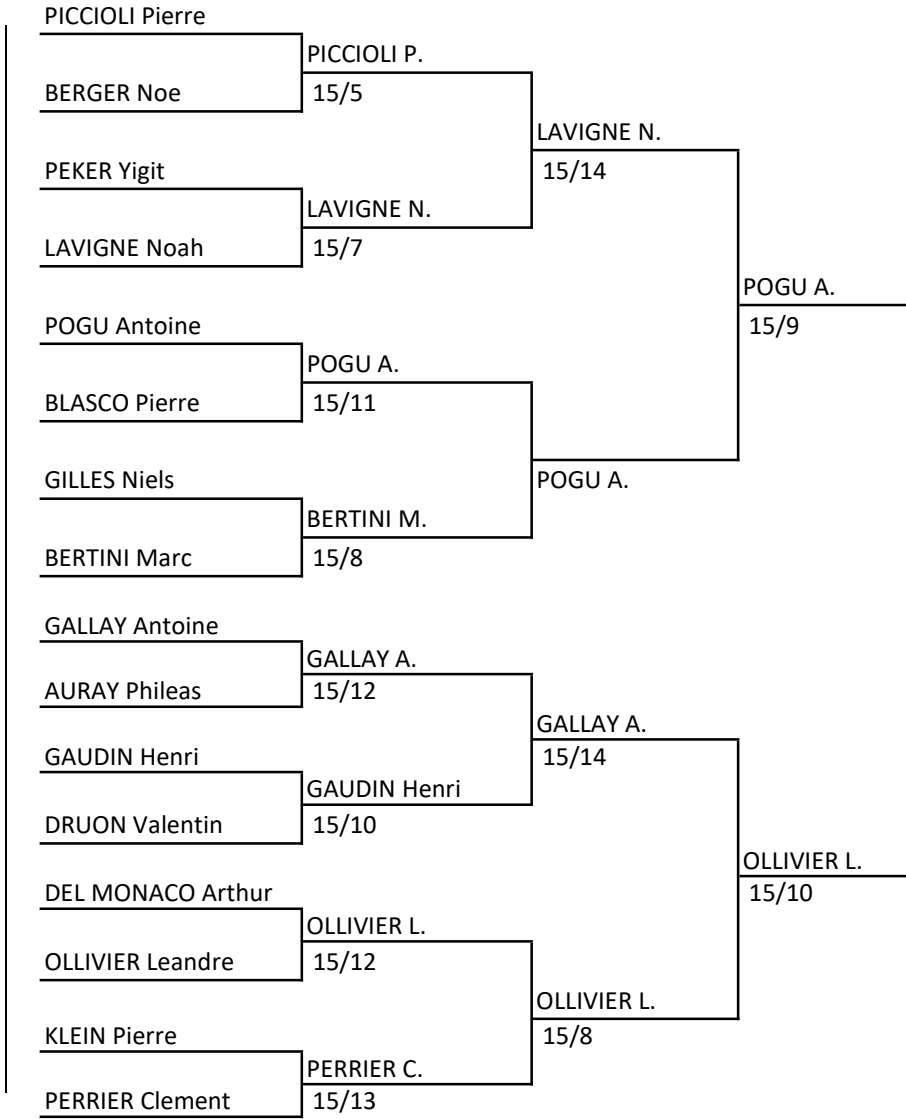 PICCIOLI Pierre
PICCIOLI P.
BERGER Noe
15/5
LAVIGNE N.
PEKER Yigit
15/14
LAVIGNE N.
LAVIGNE Noah
15/7
POGU A.
POGU Antoine
15/9
POGU A.
BLASCO Pierre
15/11
GILLES Niels
POGU A.
BERTINI M.
BERTINI Marc
15/8
GALLAY Antoine
GALLAY A.
AURAY Phileas
15/12
GALLAY A.
GAUDIN Henri
15/14
GAUDIN Henri
DRUON Valentin
15/10
OLLIVIER L.
DEL MONACO Arthur
15/10
OLLIVIER L.
OLLIVIER Leandre
15/12
OLLIVIER L.
KLEIN Pierre
15/8
PERRIER C.
PERRIER Clement
15/13